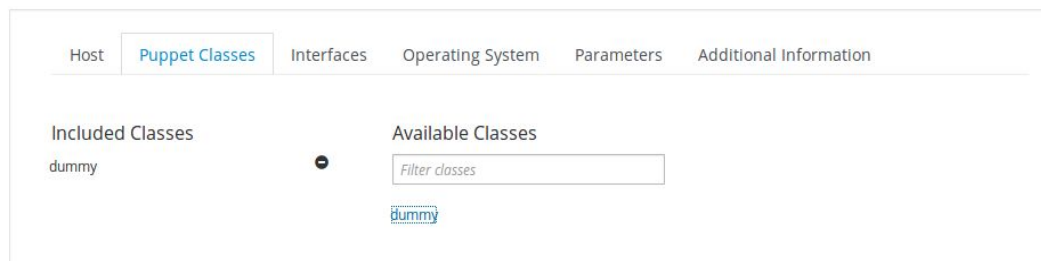 Host Puppet Classes Interfaces Operating System Parameters Additional Information
Included Classes
dummy
Available Classes
Filter classes
dummy